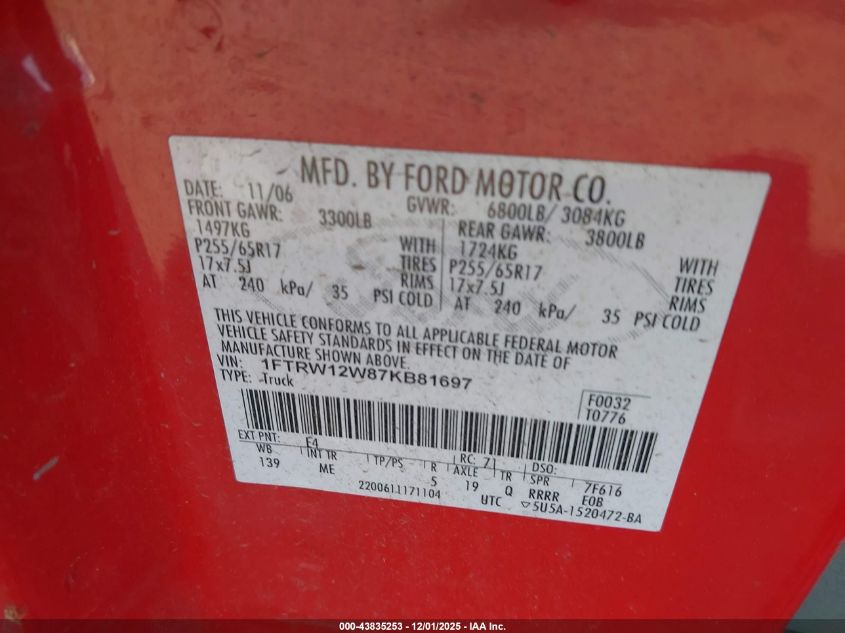 MFD. BY FORD MOTOR CO.
DATE: 11/06 GVWR: 6800LB/ 3084KG
FRONT GAWR: 3300LB REAR GAWR: 3800LB
1497KG WITH 1724KG WITH
P255/65R17 TIRES P255/65R17 TIRES
17x7.5J RIMS 17x7.5J RIMS
AT 240 kPa/ 35 PSI COLD AT 240 kPa/ 35 PSI COLD
THIS VEHICLE CONFORMS TO ALL APPLICABLE FEDERAL MOTOR
VEHICLE SAFETY STANDARDS IN EFFECT ON THE DATE OF
MANUFACTURE SHOWN ABOVE.
VIN: 1FTRW12W87KB81697
TYPE: Truck
F0032
T0776
EXT PNT: E4 RC: 71 DSO:
WB INT TR TP/PS R AXLE TR SPR 7F616
139 ME 5 19 Q RRRR EOB
2200611171104 UTC ▽5U5A-1520472-BA
000-43835253 - 12/01/2025 - IAA Inc.